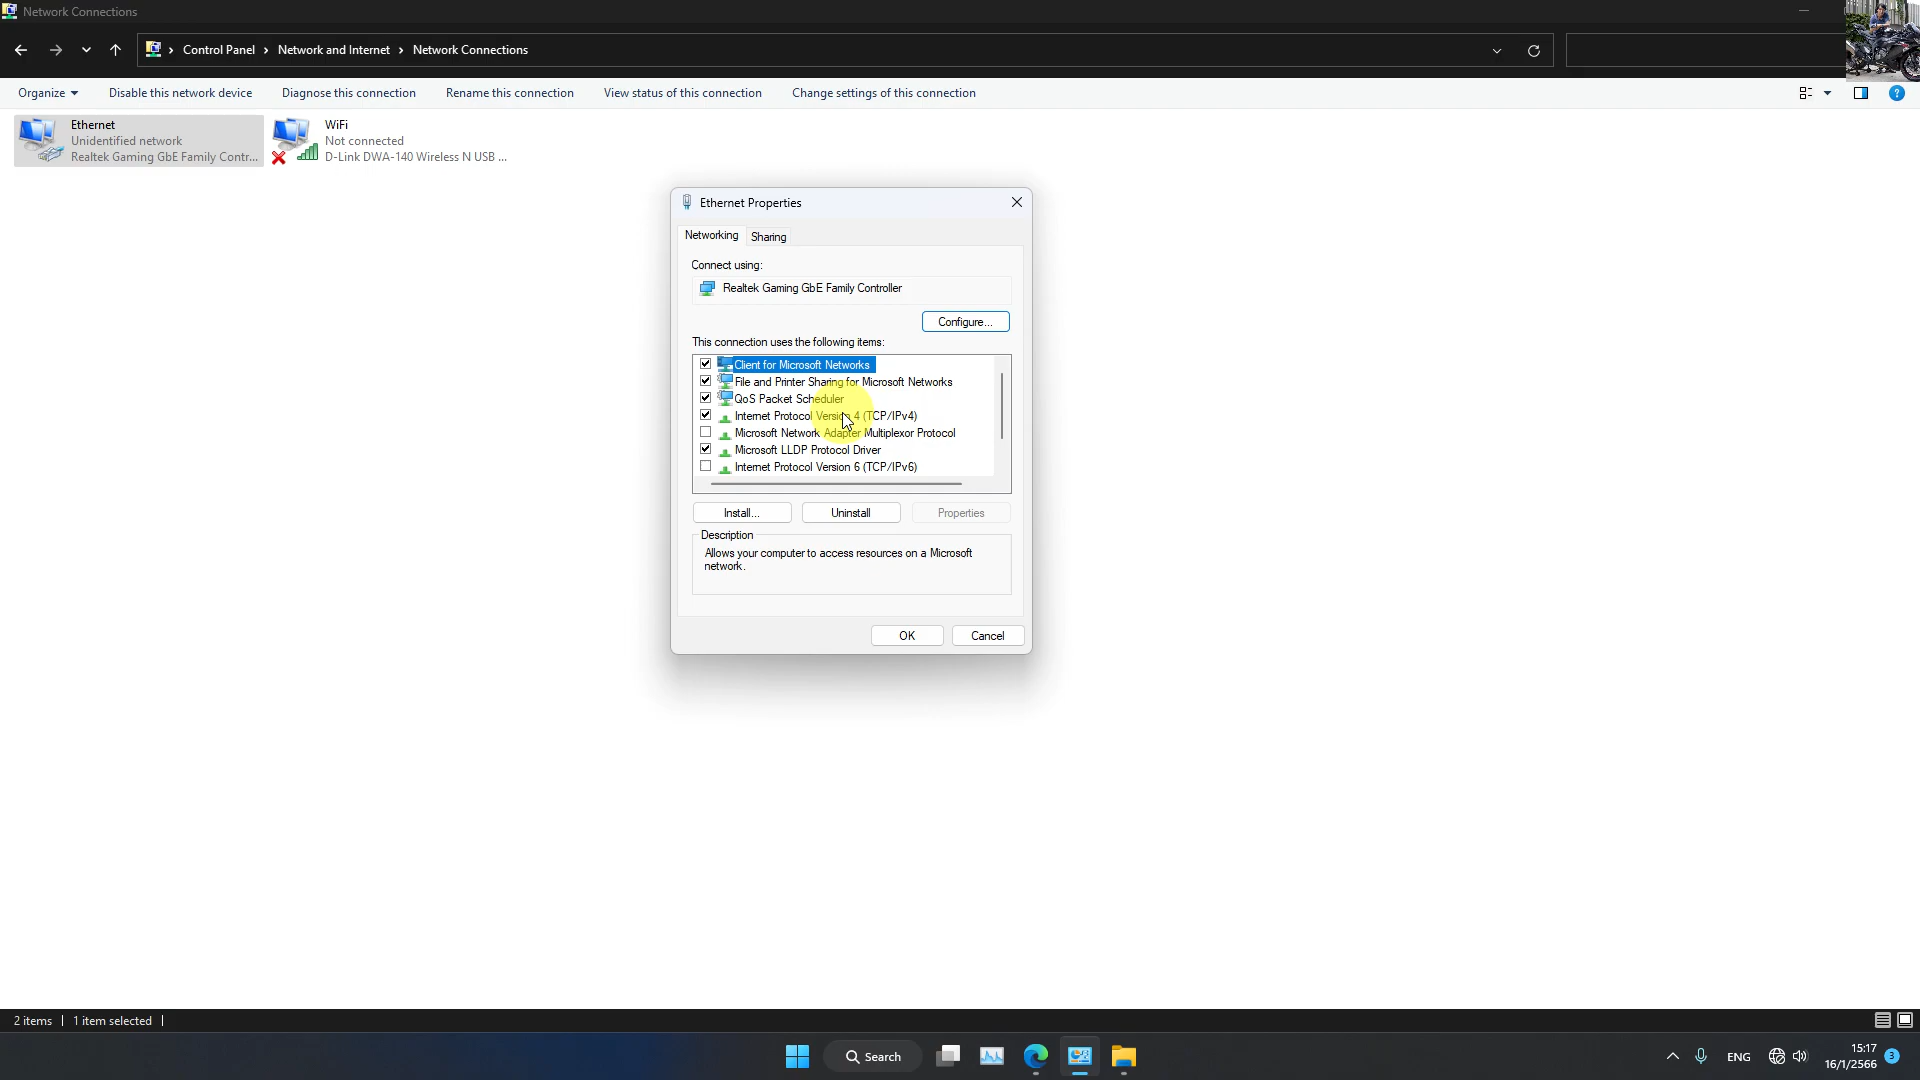 Network Connections
Control Panel > Network and Internet > Network Connections
Organize Disable this network device Diagnose this connection Rename this connection View status of this connection Change settings of this connection
Ethernet
Unidentified network
Realtek Gaming GbE Family Contr...
WiFi
Not connected
D-Link DWA-140 Wireless N USB ...
Ethernet Properties
Networking Sharing
Connect using:
Realtek Gaming GbE Family Controller
Configure...
This connection uses the following items:
Client for Microsoft Networks
File and Printer Sharing for Microsoft Networks
QoS Packet Scheduler
Internet Protocol Version 4 (TCP/IPv4)
Microsoft Network Adapter Multiplexor Protocol
Microsoft LLDP Protocol Driver
Internet Protocol Version 6 (TCP/IPv6)
Install... Uninstall Properties
Description
Allows your computer to access resources on a Microsoft
network.
OK Cancel
2 items 1 item selected
Search
ENG
15:17
16/1/2566
3